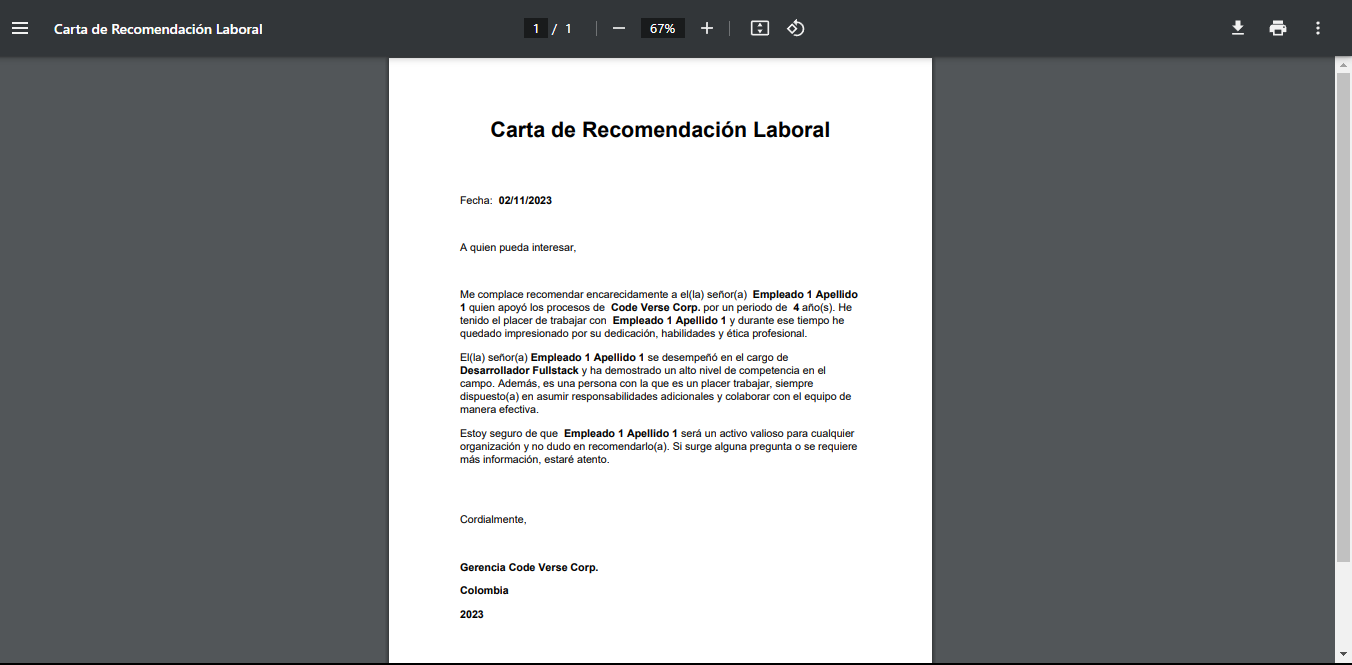 Carta de Recomendación Laboral
1 / 1
67%
Carta de Recomendación Laboral
Fecha: 02/11/2023
A quien pueda interesar,
Me complace recomendar encarecidamente a el(la) señor(a) Empleado 1 Apellido
1 quien apoyó los procesos de Code Verse Corp. por un periodo de 4 año(s). He
tenido el placer de trabajar con Empleado 1 Apellido 1 y durante ese tiempo he
quedado impresionado por su dedicación, habilidades y ética profesional.
El(la) señor(a) Empleado 1 Apellido 1 se desempeñó en el cargo de
Desarrollador Fullstack y ha demostrado un alto nivel de competencia en el
campo. Además, es una persona con la que es un placer trabajar, siempre
dispuesto(a) en asumir responsabilidades adicionales y colaborar con el equipo de
manera efectiva.
Estoy seguro de que Empleado 1 Apellido 1 será un activo valioso para cualquier
organización y no dudo en recomendarlo(a). Si surge alguna pregunta o se requiere
más información, estaré atento.
Cordialmente,
Gerencia Code Verse Corp.
Colombia
2023